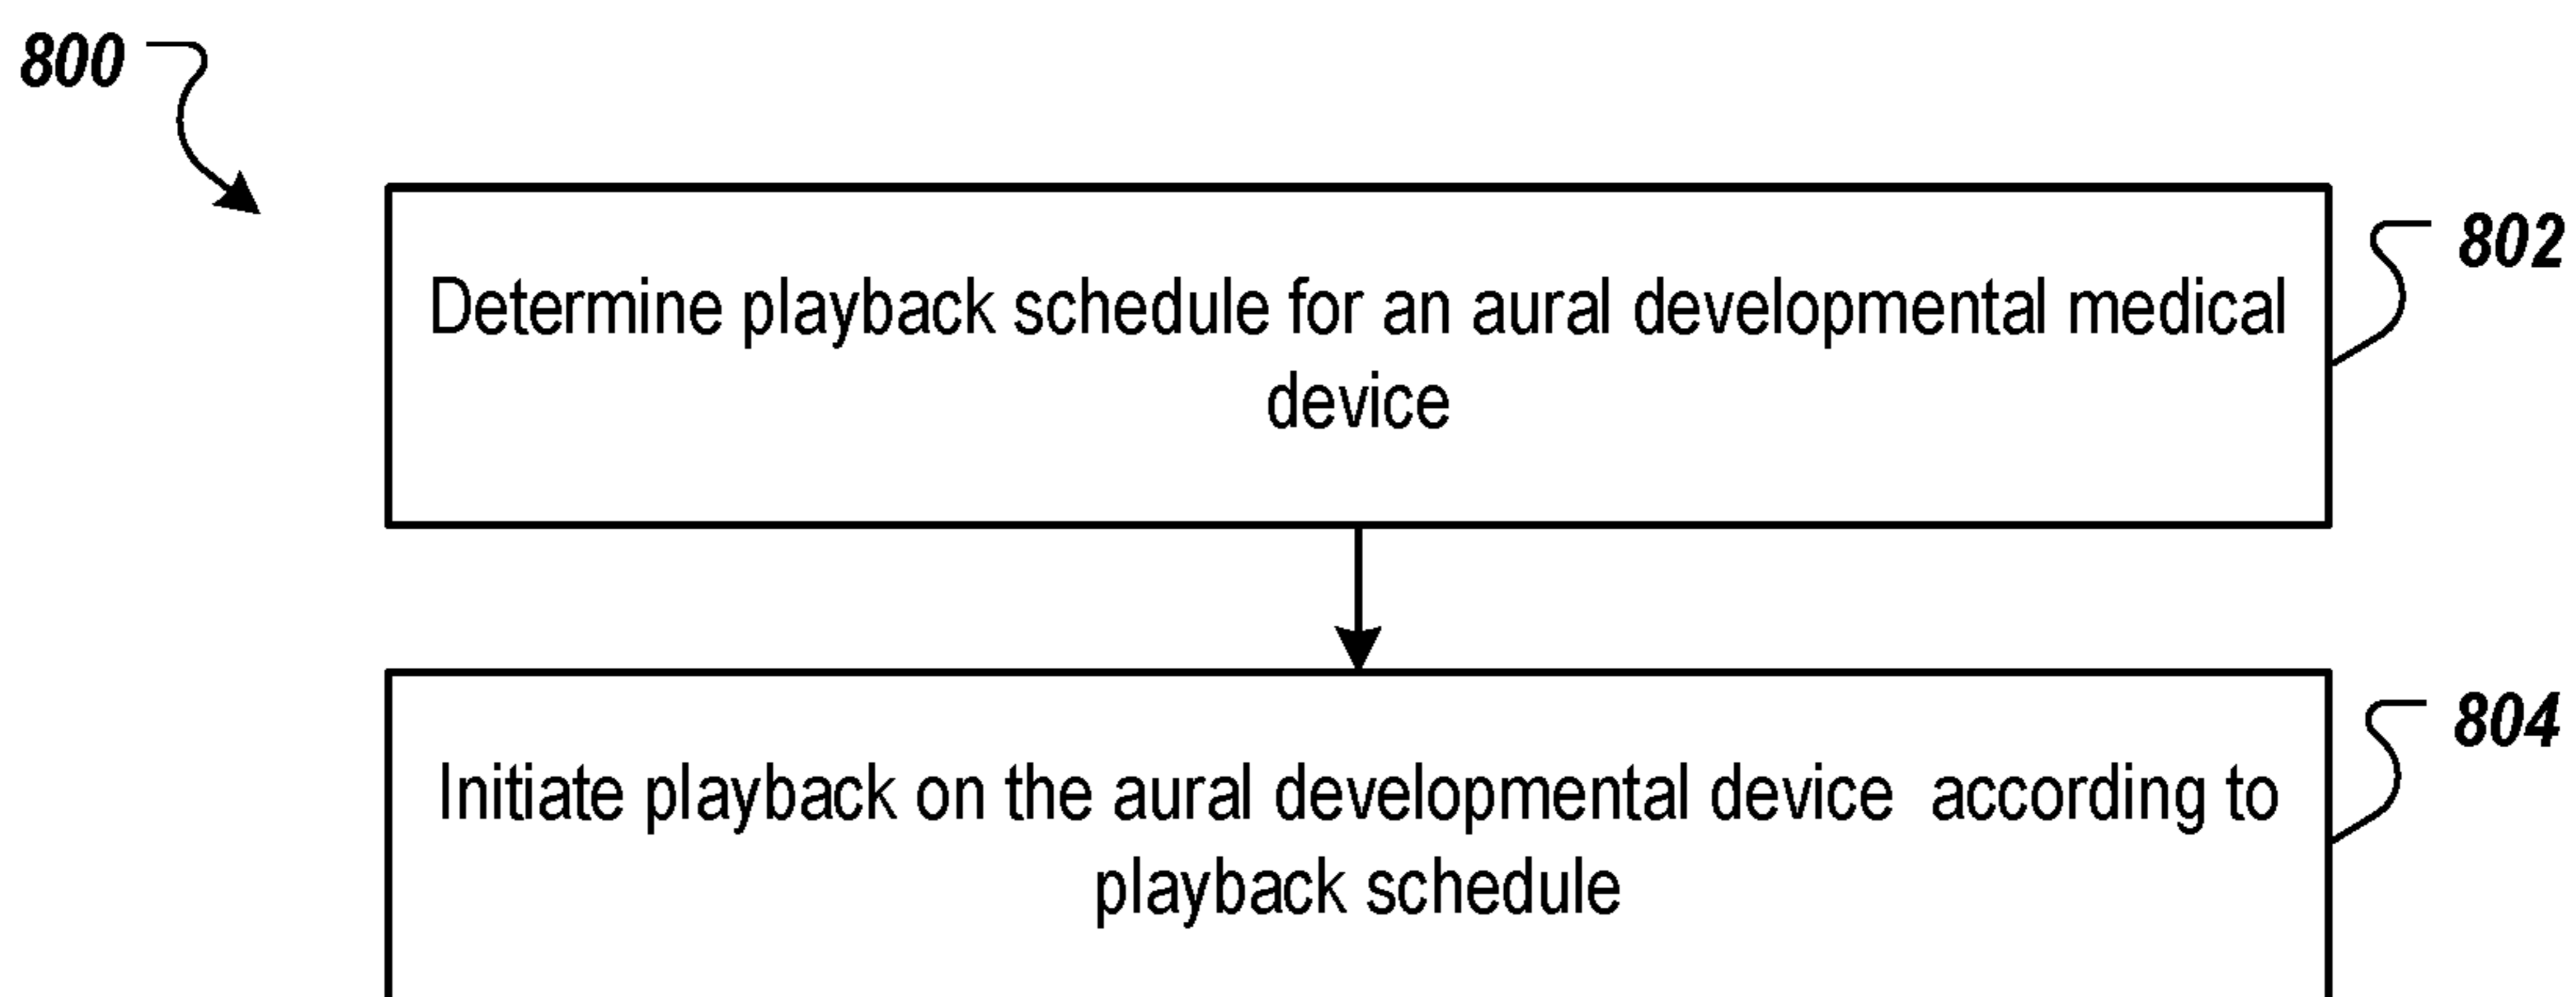 800
Determine playback schedule for an aural developmental medical
device
802
Initiate playback on the aural developmental device according to
playback schedule
804